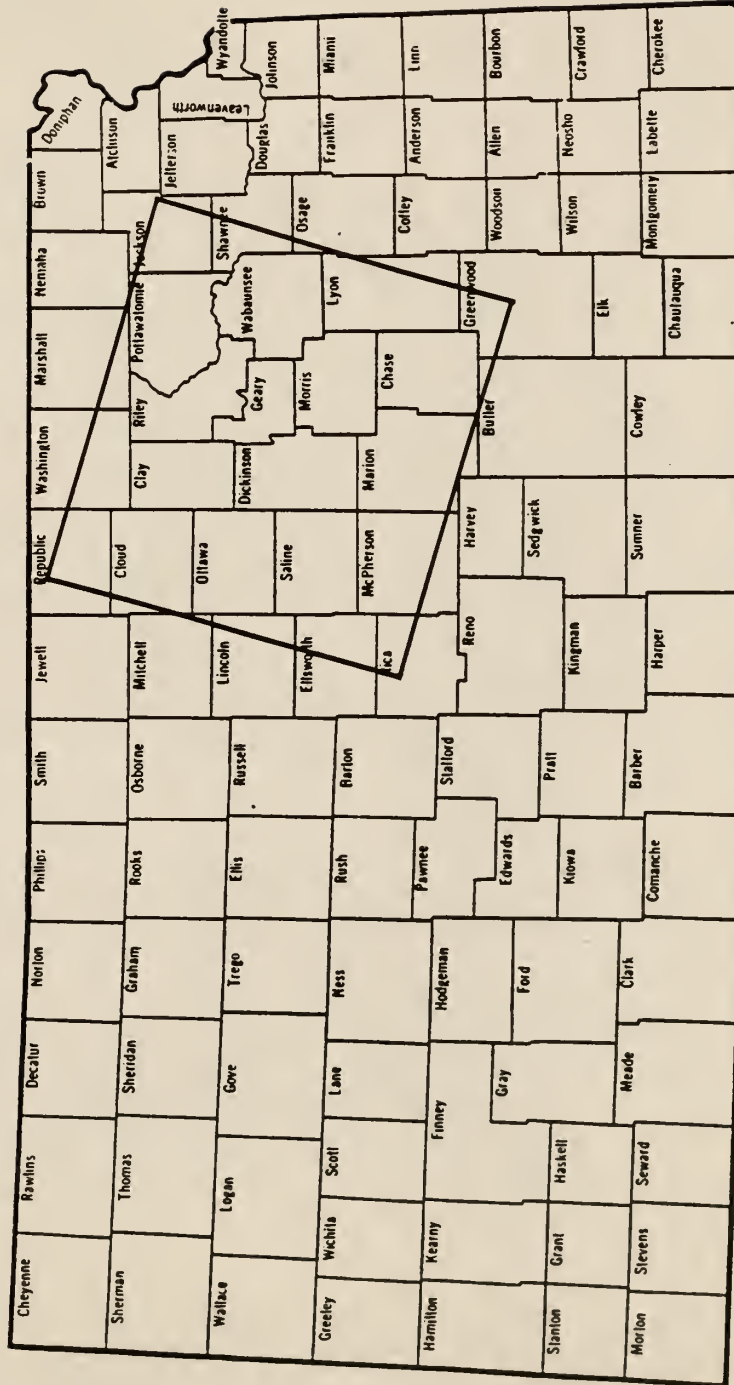 Cheyenne
Rawlins
Decatur
Norton
Phillips
Smith
Jewell
Republic
Washington
Marshall
Nemaha
Brown
Doniphan
Sherman
Thomas
Sheridan
Graham
Rooks
Osborne
Mitchell
Cloud
Clay
Riley
Pottawatomie
Jackson
Atchison
Jefferson
Leavenworth
Wyandotte
Wallace
Logan
Gove
Trego
Ellis
Russell
Lincoln
Ottawa
Saline
Ellsworth
Dickinson
Geary
Morris
Wabaunsee
Shawnee
Osage
Douglas
Johnson
Franklin
Miami
Greeley
Wichita
Scott
Lane
Ness
Rush
Barton
McPherson
Marion
Chase
Lyon
Coffey
Anderson
Linn
Hamilton
Kearny
Finney
Hodgeman
Pawnee
Stafford
Reno
Harvey
Butler
Greenwood
Woodson
Allen
Bourbon
Gray
Ford
Edwards
Sedgwick
Stanton
Grant
Haskell
Kiowa
Pratt
Kingman
Elk
Wilson
Neosho
Crawford
Morton
Stevens
Seward
Meade
Clark
Comanche
Barber
Harper
Sumner
Cowley
Chautauqua
Montgomery
Labette
Cherokee